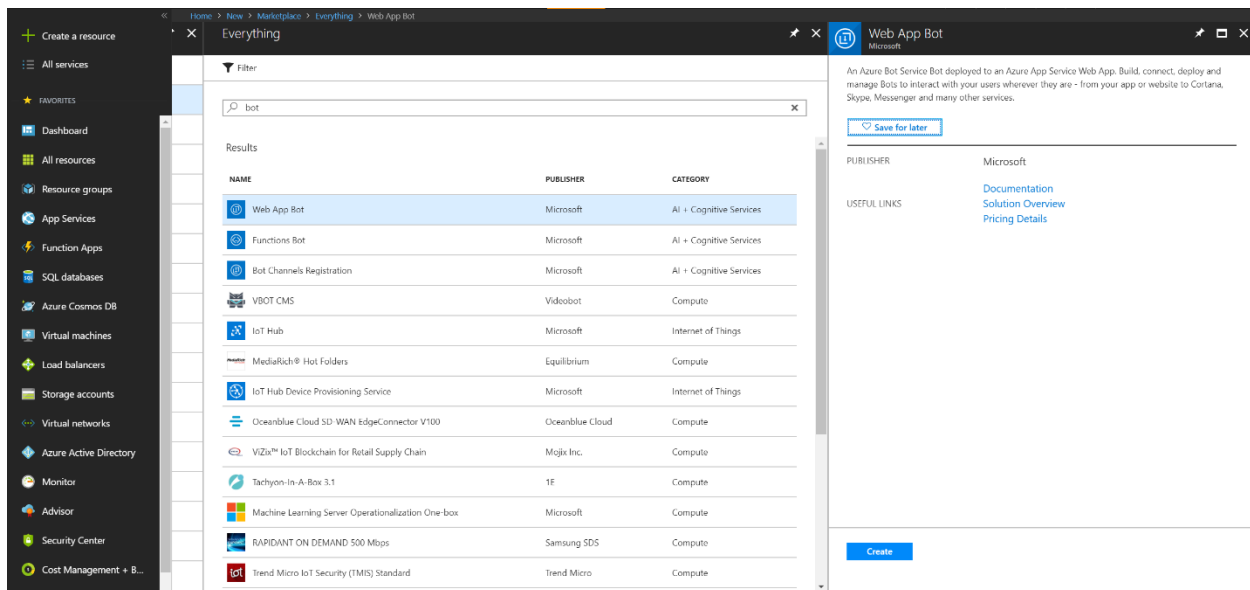 Home > New > Marketplace > Everything > Web App Bot
Create a resource
All services
FAVORITES
Dashboard
All resources
Resource groups
App Services
Function Apps
SQL databases
Azure Cosmos DB
Virtual machines
Load balancers
Storage accounts
Virtual networks
Azure Active Directory
Monitor
Advisor
Security Center
Cost Management + B...
Everything
Filter
bot
Results
NAME PUBLISHER CATEGORY
Web App Bot Microsoft AI + Cognitive Services
Functions Bot Microsoft AI + Cognitive Services
Bot Channels Registration Microsoft AI + Cognitive Services
VBOT CMS Videobot Compute
IoT Hub Microsoft Internet of Things
MediaRich® Hot Folders Equilibrium Compute
IoT Hub Device Provisioning Service Microsoft Internet of Things
Oceanblue Cloud SD-WAN EdgeConnector V100 Oceanblue Cloud Compute
ViZix™ IoT Blockchain for Retail Supply Chain Mojix Inc. Compute
Tachyon-In-A-Box 3.1 1E Compute
Machine Learning Server Operationalization One-box Microsoft Compute
RAPIDANT ON DEMAND 500 Mbps Samsung SDS Compute
Trend Micro IoT Security (TMIS) Standard Trend Micro Compute
Web App Bot
Microsoft
An Azure Bot Service Bot deployed to an Azure App Service Web App. Build, connect, deploy and
manage Bots to interact with your users wherever they are - from your app or website to Cortana,
Skype, Messenger and many other services.
Save for later
PUBLISHER Microsoft
USEFUL LINKS
Documentation
Solution Overview
Pricing Details
Create